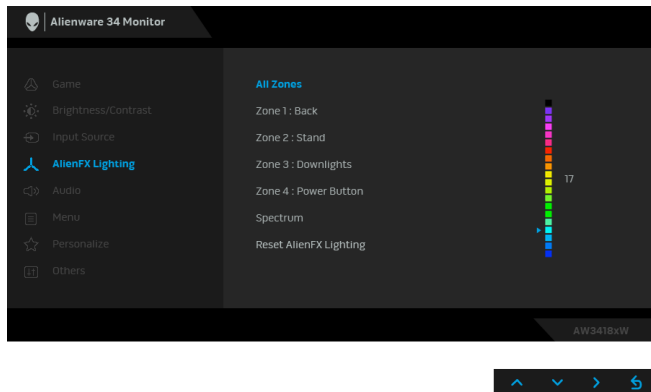 Alienware 34 Monitor
Game
Brightness/Contrast
Input Source
AlienFX Lighting
Audio
Menu
Personalize
Others
All Zones
Zone 1 : Back
Zone 2 : Stand
Zone 3 : Downlights
Zone 4 : Power Button
Spectrum
Reset AlienFX Lighting
17
AW3418xW